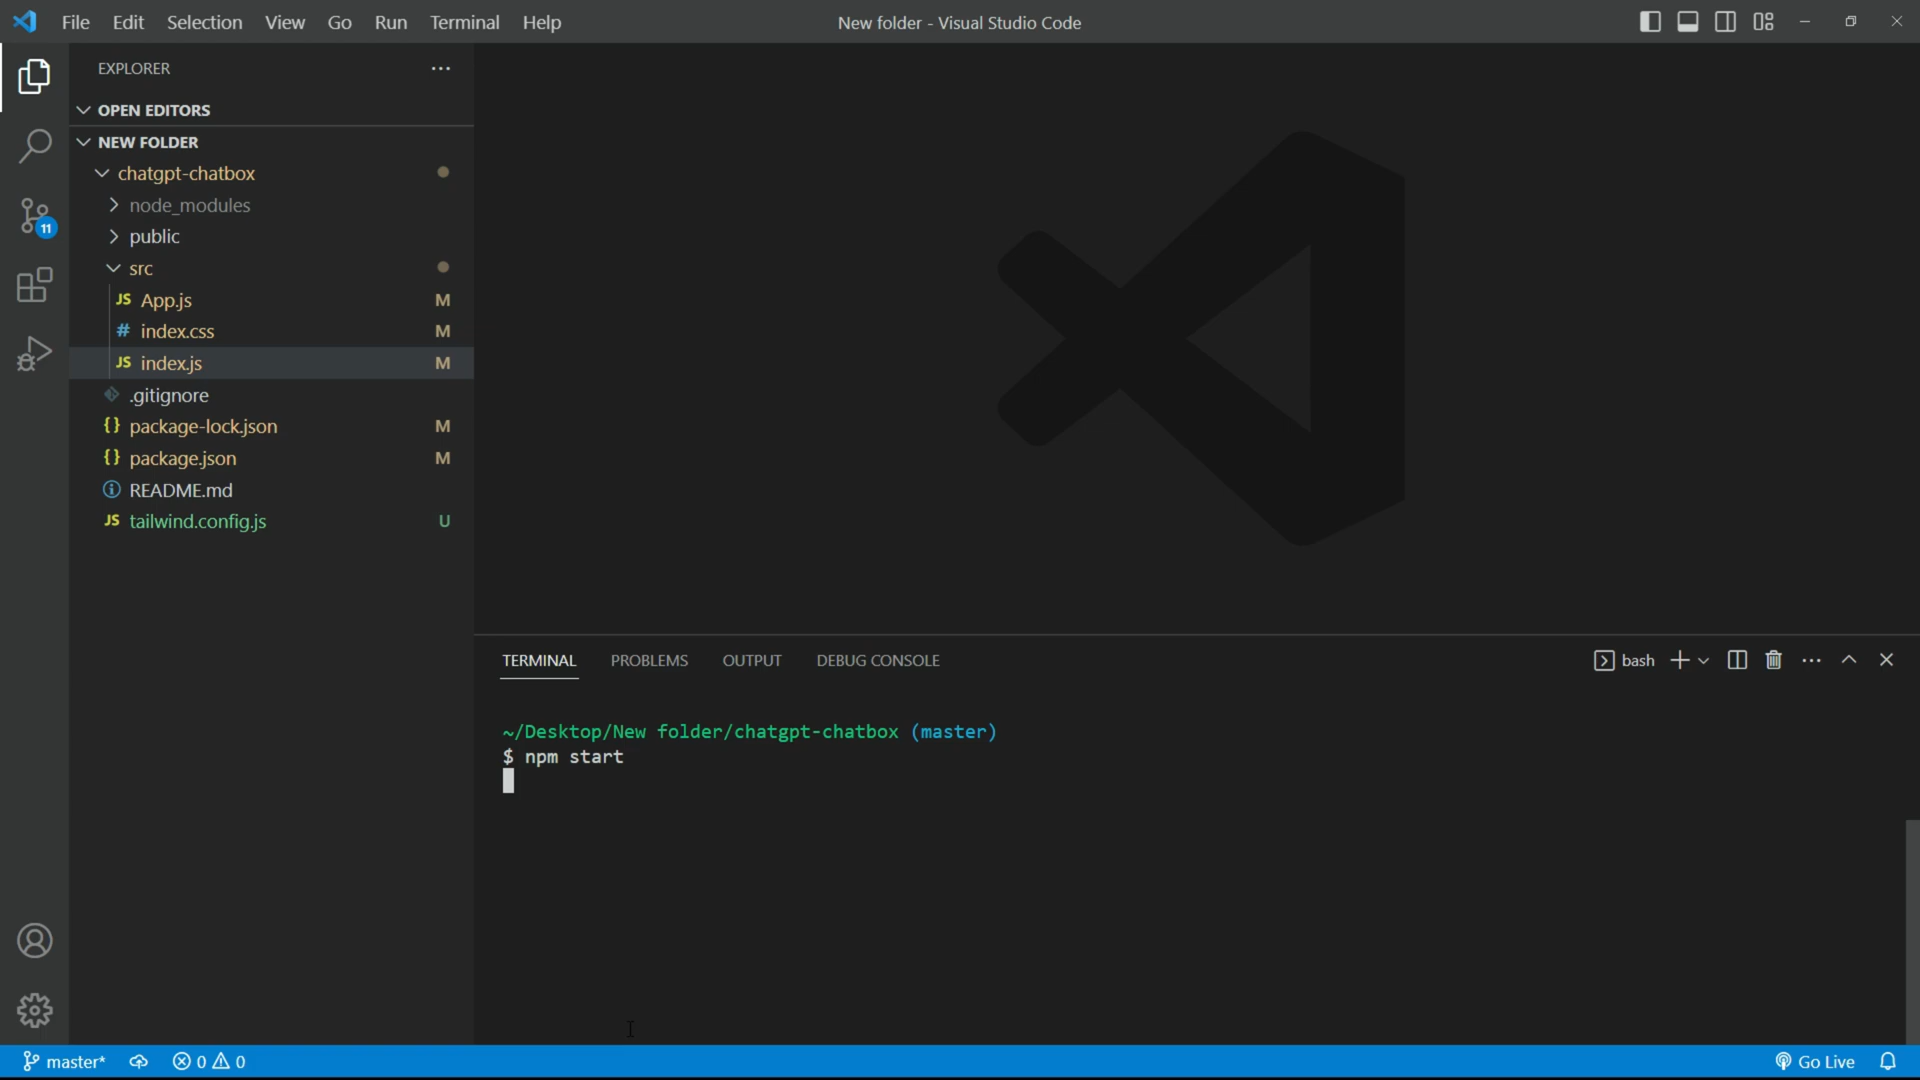 File Edit Selection View Go Run Terminal Help
New folder - Visual Studio Code
EXPLORER
OPEN EDITORS
NEW FOLDER
chatgpt-chatbox
node_modules
public
src
JS App.js M
# index.css M
JS index.js M
.gitignore
{} package-lock.json M
{} package.json M
README.md
JS tailwind.config.js U
11
TERMINAL PROBLEMS OUTPUT DEBUG CONSOLE
bash
~/Desktop/New folder/chatgpt-chatbox (master)
$ npm start
master* 0 0
Go Live